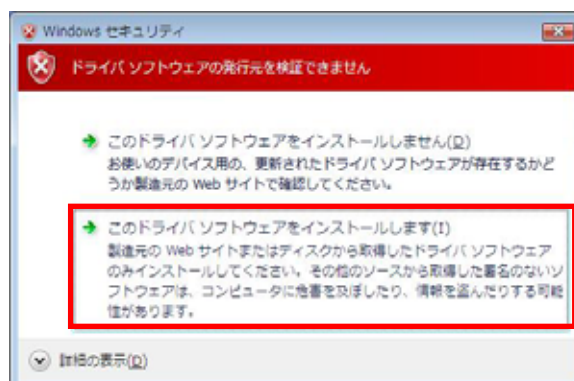 Windows セキュリティ
ドライバ ソフトウェアの発行元を検証できません
このドライバ ソフトウェアをインストールしません(D)
お使いのデバイス用の、更新されたドライバ ソフトウェアが存在するかど
うか製造元の Web サイトで確認してください。
このドライバ ソフトウェアをインストールします(I)
製造元の Web サイトまたはディスクから取得したドライバ ソフトウェア
のみインストールしてください。その他のソースから取得した署名のないソ
フトウェアは、コンピュータに危害を及ぼしたり、情報を盗んだりする可能
性があります。
詳細の表示(D)